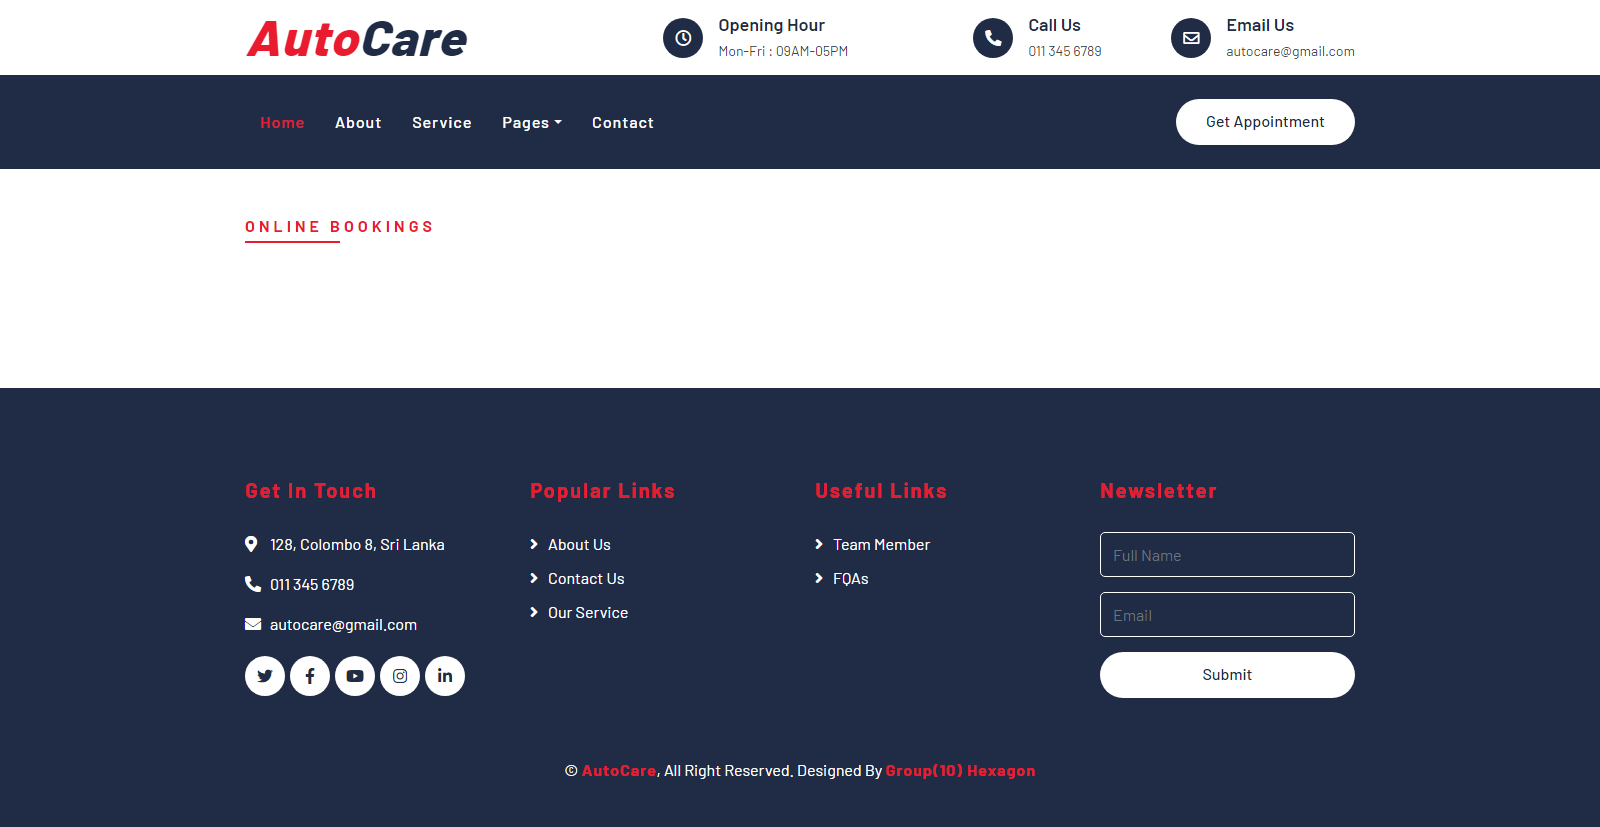 AutoCare
Opening Hour
Mon-Fri : 09AM-05PM
Call Us
011 345 6789
Email Us
autocare@gmail.com
Home
About
Service
Pages
Contact
Get Appointment
ONLINE BOOKINGS
Get In Touch
128, Colombo 8, Sri Lanka
011 345 6789
autocare@gmail.com
Popular Links
About Us
Contact Us
Our Service
Useful Links
Team Member
FQAs
Newsletter
Full Name
Email
Submit
© AutoCare, All Right Reserved. Designed By Group(10) Hexagon